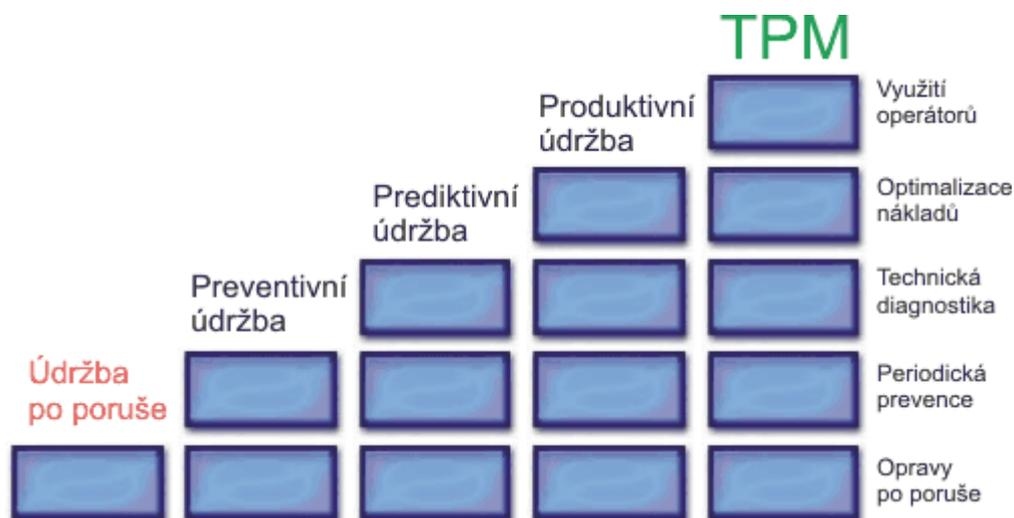 TPM
Využití
operátorů
Produktivní
údržba
Optimalizace
nákladů
Prediktivní
údržba
Technická
diagnostika
Preventivní
údržba
Periodická
prevence
Údržba
po poruše
Opravy
po poruše